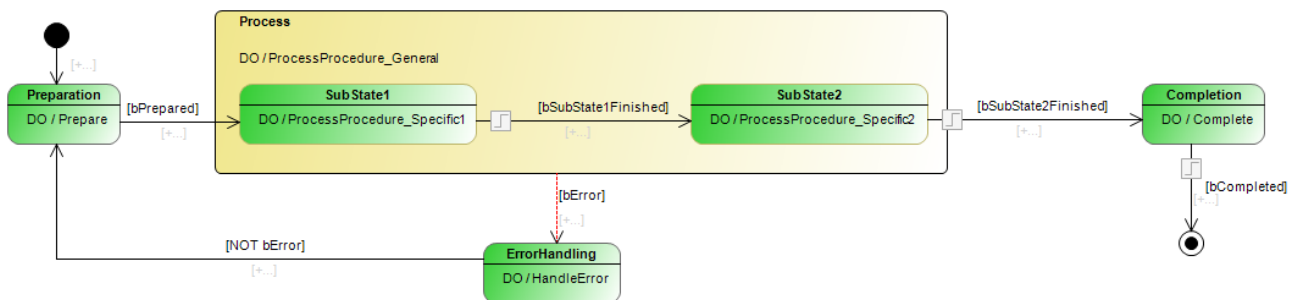 Process
DO / ProcessProcedure_General
[+...]
Preparation
DO / Prepare
[bPrepared]
[+...]
SubState1
DO / ProcessProcedure_Specific1
[bSubState1Finished]
[+...]
SubState2
DO / ProcessProcedure_Specific2
[bSubState2Finished]
[+...]
Completion
DO / Complete
[bCompleted]
[+...]
[bError]
[+...]
[NOT bError]
[+...]
ErrorHandling
DO / HandleError